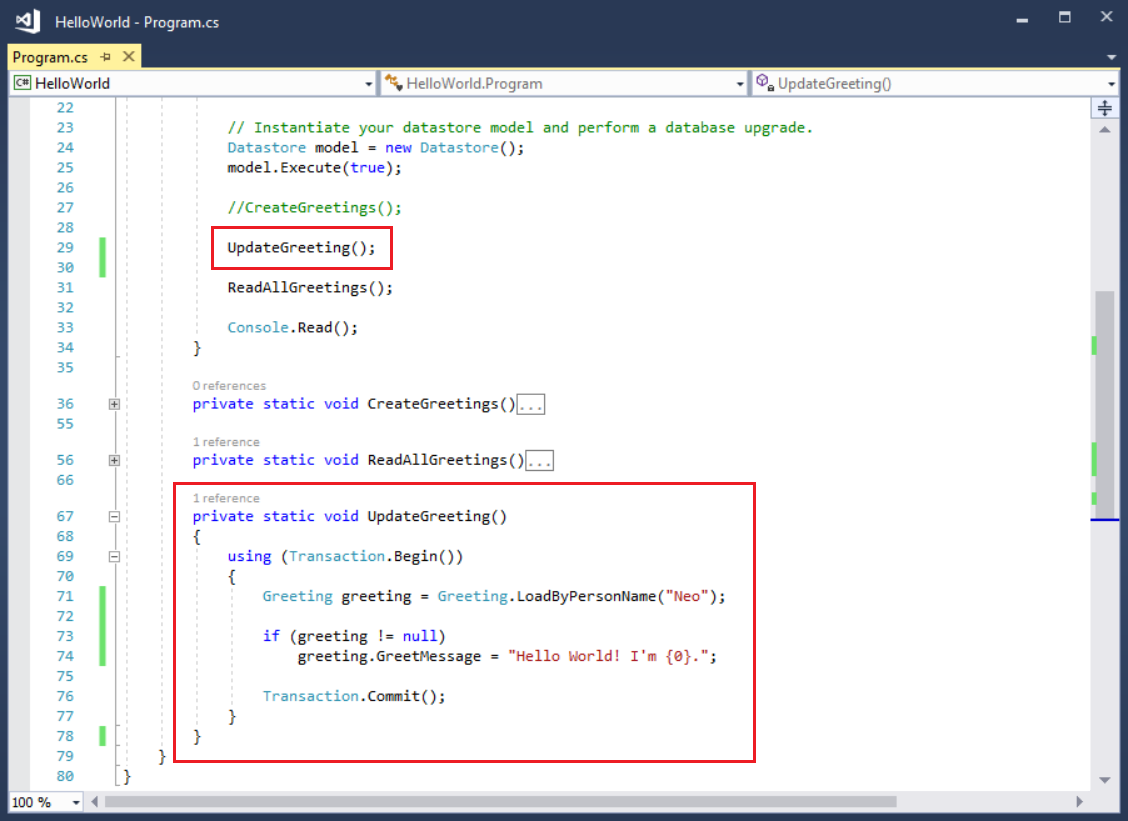 HelloWorld - Program.cs
Program.cs
C# HelloWorld HelloWorld.Program UpdateGreeting()
22
23 // Instantiate your datastore model and perform a database upgrade.
24 Datastore model = new Datastore();
25 model.Execute(true);
26
27 //CreateGreetings();
28
29 UpdateGreeting();
30
31 ReadAllGreetings();
32
33 Console.Read();
34 }
35
0 references
36 private static void CreateGreetings()...
55
1 reference
56 private static void ReadAllGreetings()...
66
1 reference
67 private static void UpdateGreeting()
68 {
69 using (Transaction.Begin())
70 {
71 Greeting greeting = Greeting.LoadByPersonName("Neo");
72
73 if (greeting != null)
74 greeting.GreetMessage = "Hello World! I'm {0}.";
75
76 Transaction.Commit();
77 }
78 }
79 }
80 }
100 %